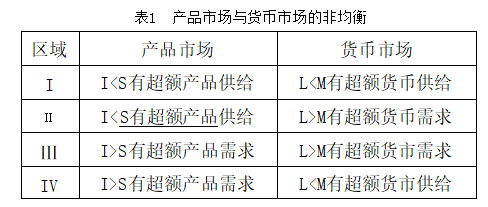 表1 产品市场与货币市场的非均衡
区域 产品市场 货币市场
I I<S有超额产品供给 L<M有超额货币供给
II I<S有超额产品供给 L>M有超额货币需求
III I>S有超额产品需求 L>M有超额货市需求
IV I>S有超额产品需求 L<M有超额货市供给